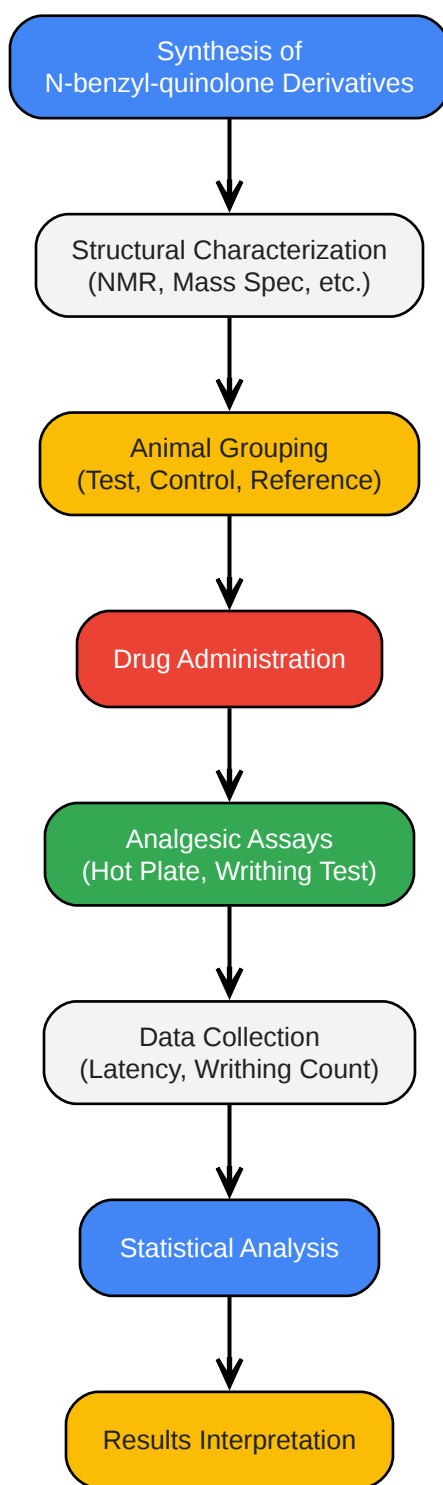 Synthesis of
N-benzyl-quinolone Derivatives
Structural Characterization
(NMR, Mass Spec, etc.)
Animal Grouping
(Test, Control, Reference)
Drug Administration
Analgesic Assays
(Hot Plate, Writhing Test)
Data Collection
(Latency, Writhing Count)
Statistical Analysis
Results Interpretation